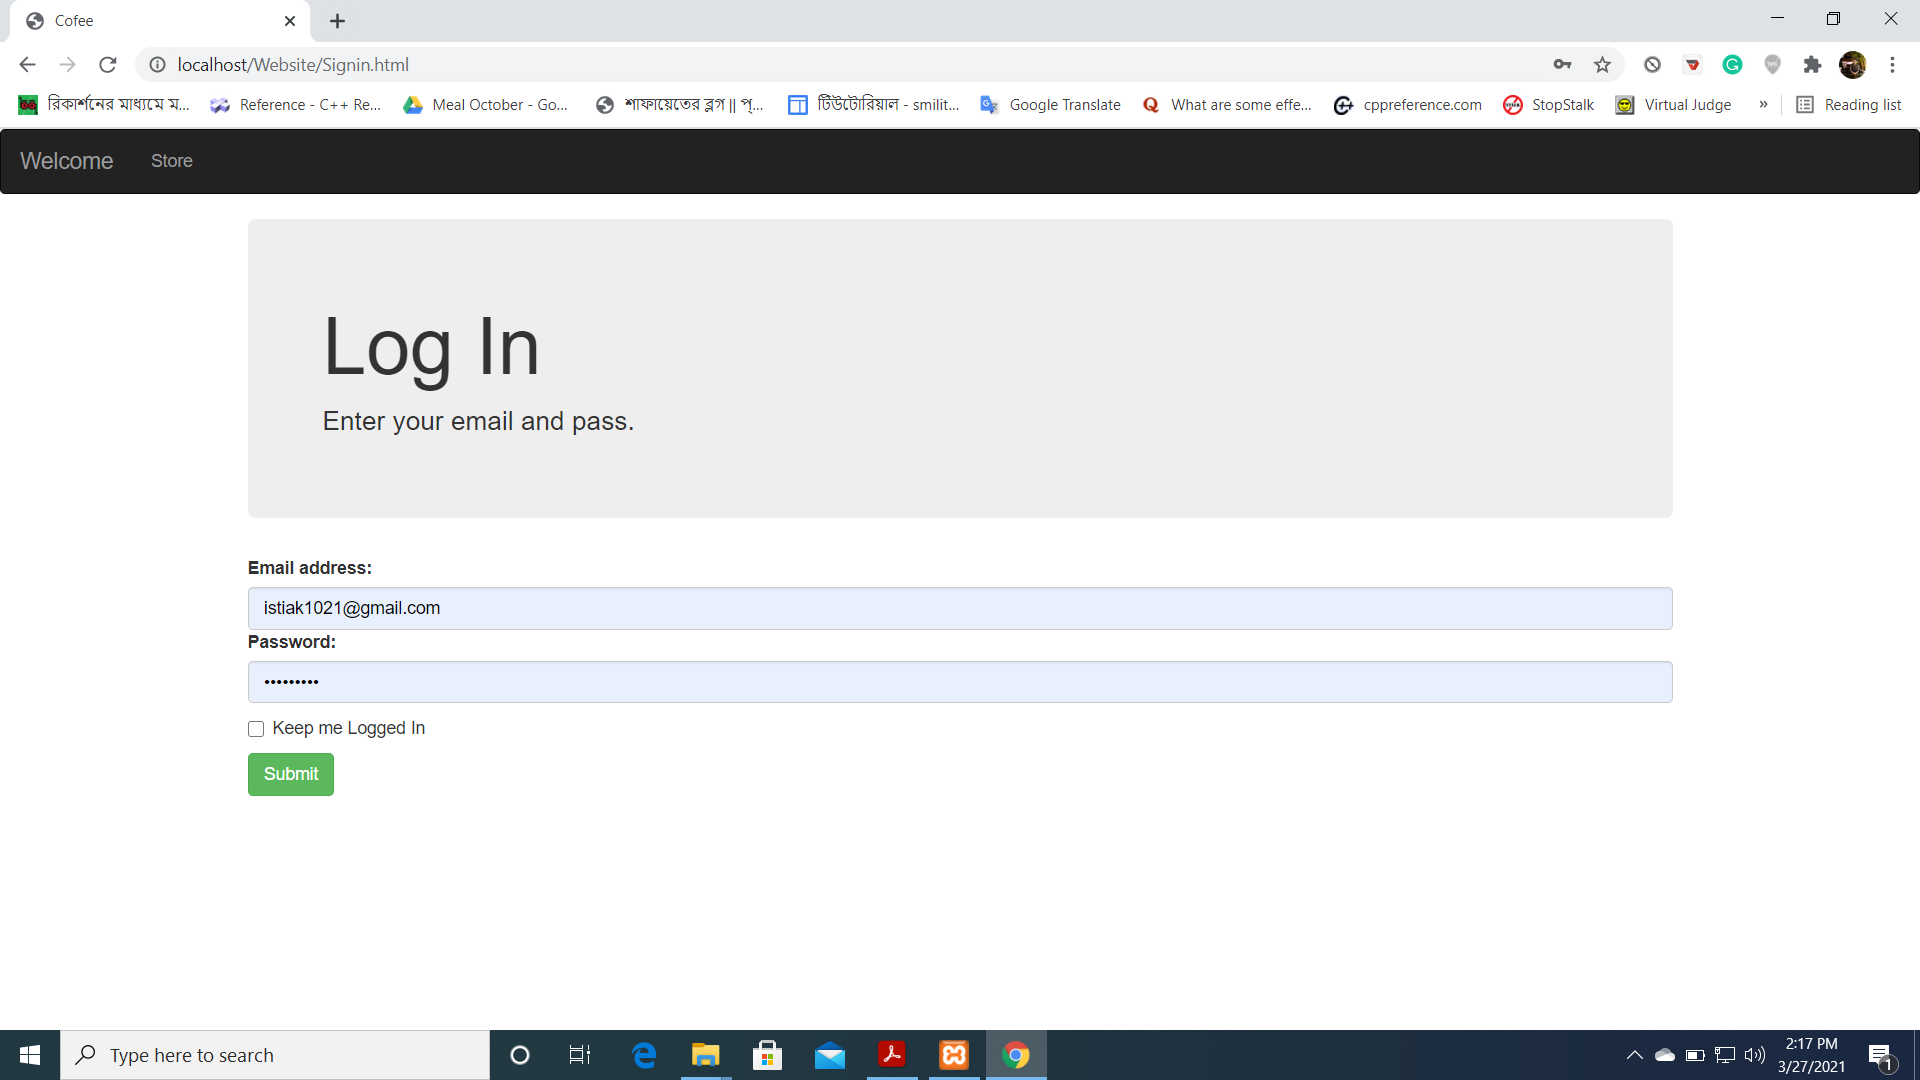 Cofee
localhost/Website/Signin.html
রিকার্শনের মাধ্যমে ম...
Reference - C++ Re...
Meal October - Go...
শাফায়েতের ব্লগ || প্...
টিউটোরিয়াল - smilit...
Google Translate
What are some effe...
cppreference.com
StopStalk
Virtual Judge
»
Reading list
Welcome
Store
Log In
Enter your email and pass.
Email address:
istiak1021@gmail.com
Password:
•••••••••
Keep me Logged In
Submit
Type here to search
2:17 PM
3/27/2021
1